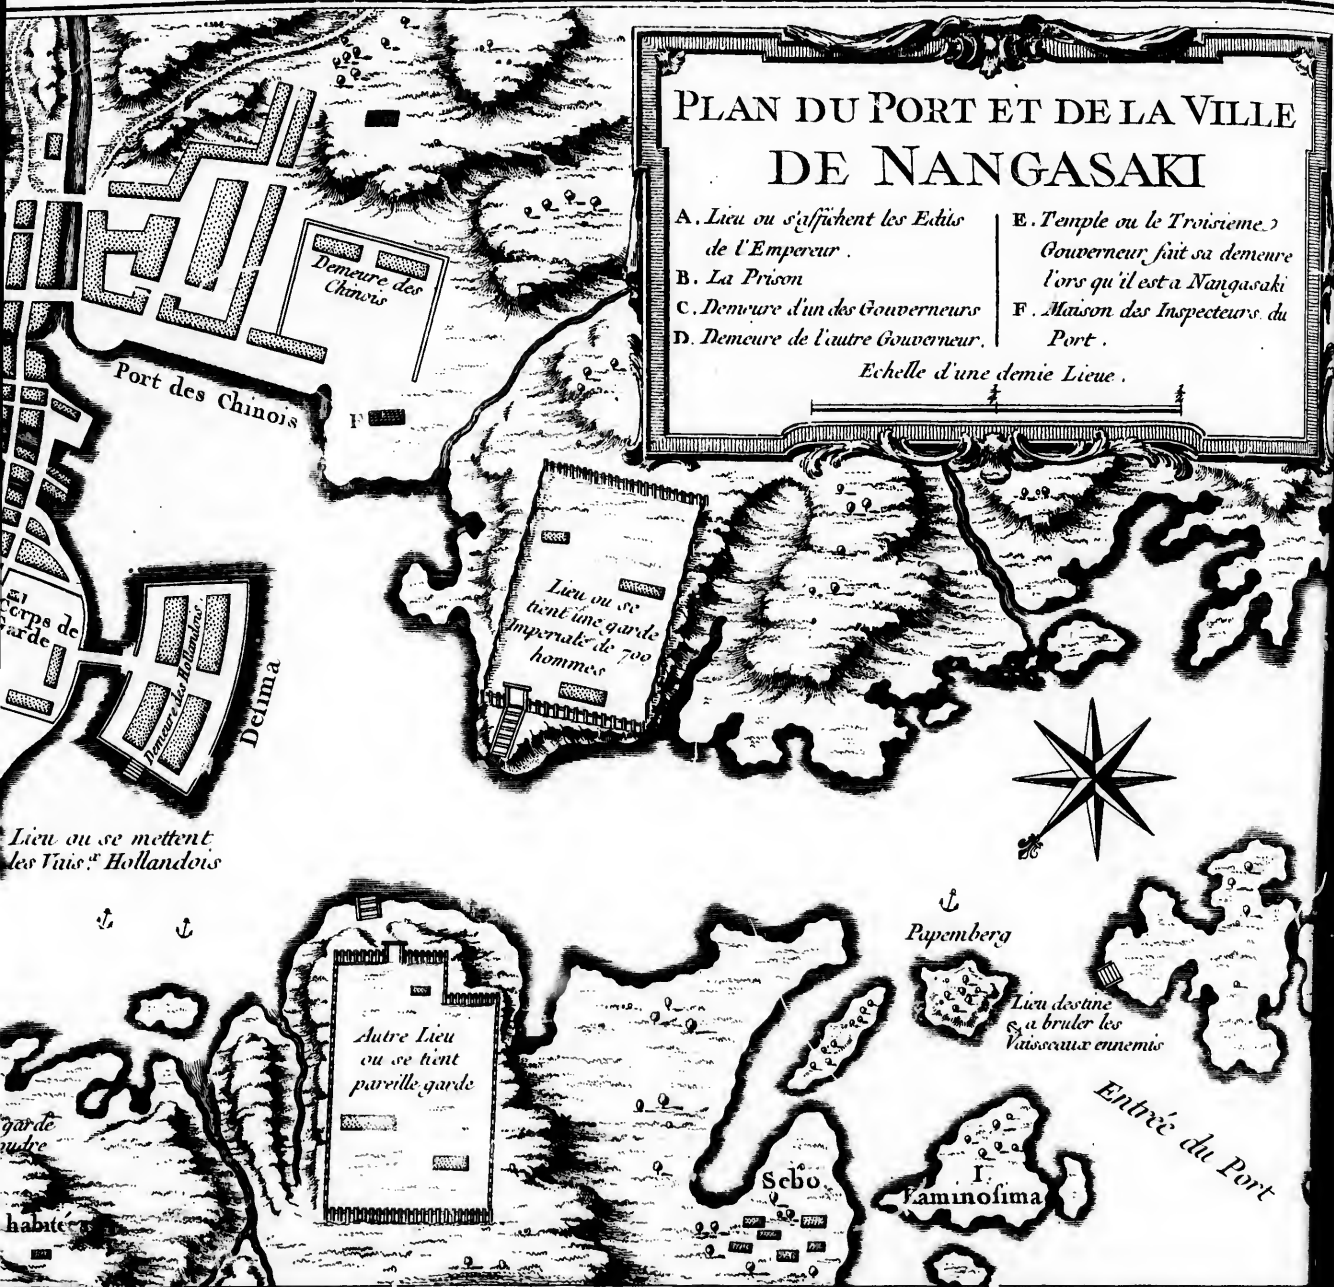 PLAN DU PORT ET DE LA VILLE
DE NANGASAKI
A. Lieu ou s'affichent les Edits
de l'Empereur .
B. La Prison
C. Demeure d'un des Gouverneurs
D. Demeure de l'autre Gouverneur.
E. Temple ou le Troisieme
Gouverneur fait sa demeure
l'ors qu'il est a Nangasaki
F. Maison des Inspecteurs du
Port .
Echelle d'une demie Lieue .
Demeure des
Chinois
Port des Chinois
F
Lieu ou se
tient une garde
Imperiale de 700
hommes
Corps de
Garde
Demeure des Hollandois
Desima
Lieu ou se mettent
les Vais.x Hollandois
Papemberg
Lieu destiné
a bruler les
Vaisseaux ennemis
Autre Lieu
ou se tient
pareille garde
Entrée du Port
garde
oudre
habitée
Sebo
I.
Kaminosima